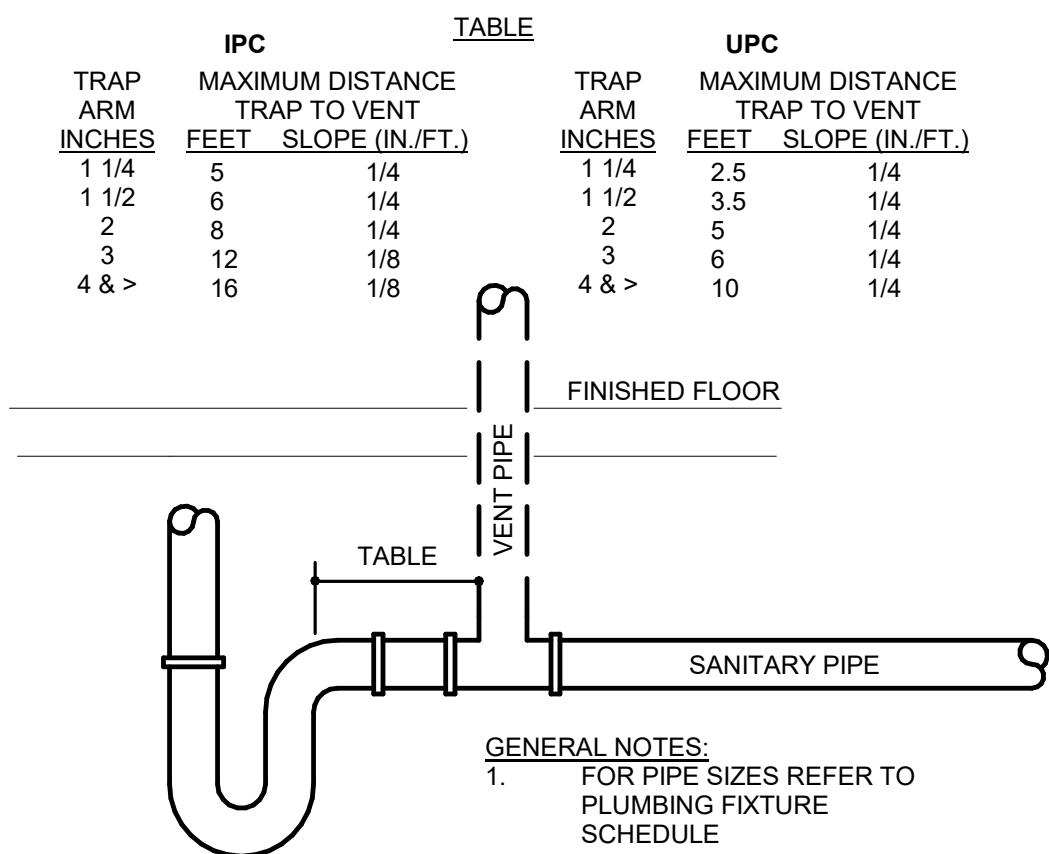 TABLE
IPC
TRAP MAXIMUM DISTANCE
ARM TRAP TO VENT
INCHES FEET SLOPE (IN./FT.)
1 1/4 5 1/4
1 1/2 6 1/4
2 8 1/4
3 12 1/8
4 & > 16 1/8
UPC
TRAP MAXIMUM DISTANCE
ARM TRAP TO VENT
INCHES FEET SLOPE (IN./FT.)
1 1/4 2.5 1/4
1 1/2 3.5 1/4
2 5 1/4
3 6 1/4
4 & > 10 1/4
FINISHED FLOOR
VENT PIPE
TABLE
SANITARY PIPE
GENERAL NOTES:
1. FOR PIPE SIZES REFER TO
PLUMBING FIXTURE
SCHEDULE